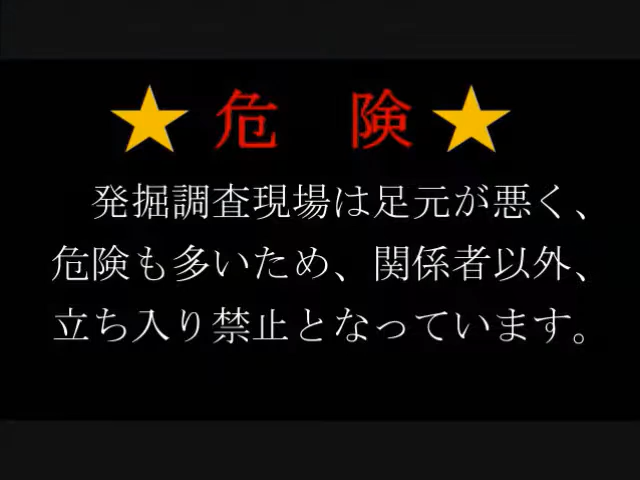 ★危 険★
発掘調査現場は足元が悪く、
危険も多いため、関係者以外、
立ち入り禁止となっています。